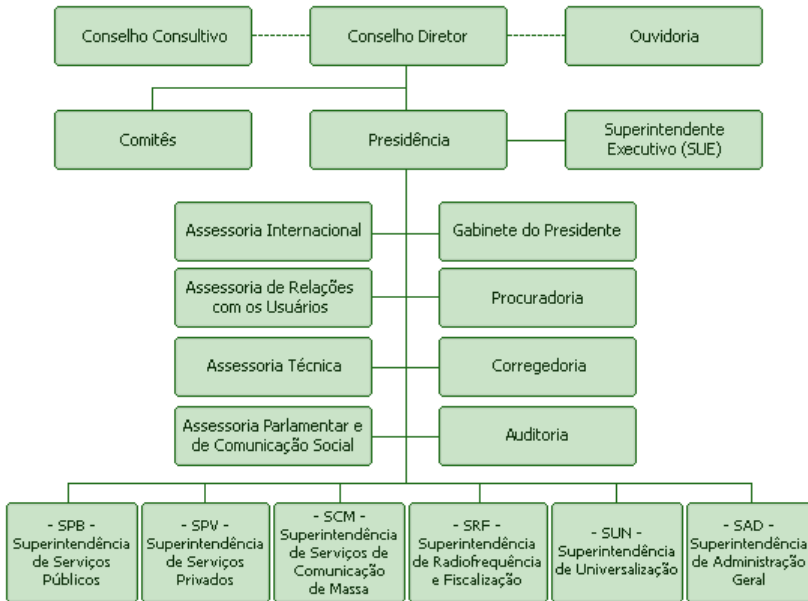 Conselho Consultivo
Conselho Diretor
Ouvidoria
Comitês
Presidência
Superintendente
Executivo (SUE)
Assessoria Internacional
Gabinete do Presidente
Assessoria de Relações
com os Usuários
Procuradoria
Assessoria Técnica
Corregedoria
Assessoria Parlamentar e
de Comunicação Social
Auditoria
- SPB -
Superintendência
de Serviços
Públicos
- SPV -
Superintendência
de Serviços
Privados
- SCM -
Superintendência
de Serviços de
Comunicação
de Massa
- SRF -
Superintendência
de Radiofrequência
e Fiscalização
- SUN -
Superintendência
de Universalização
- SAD -
Superintendência
de Administração
Geral